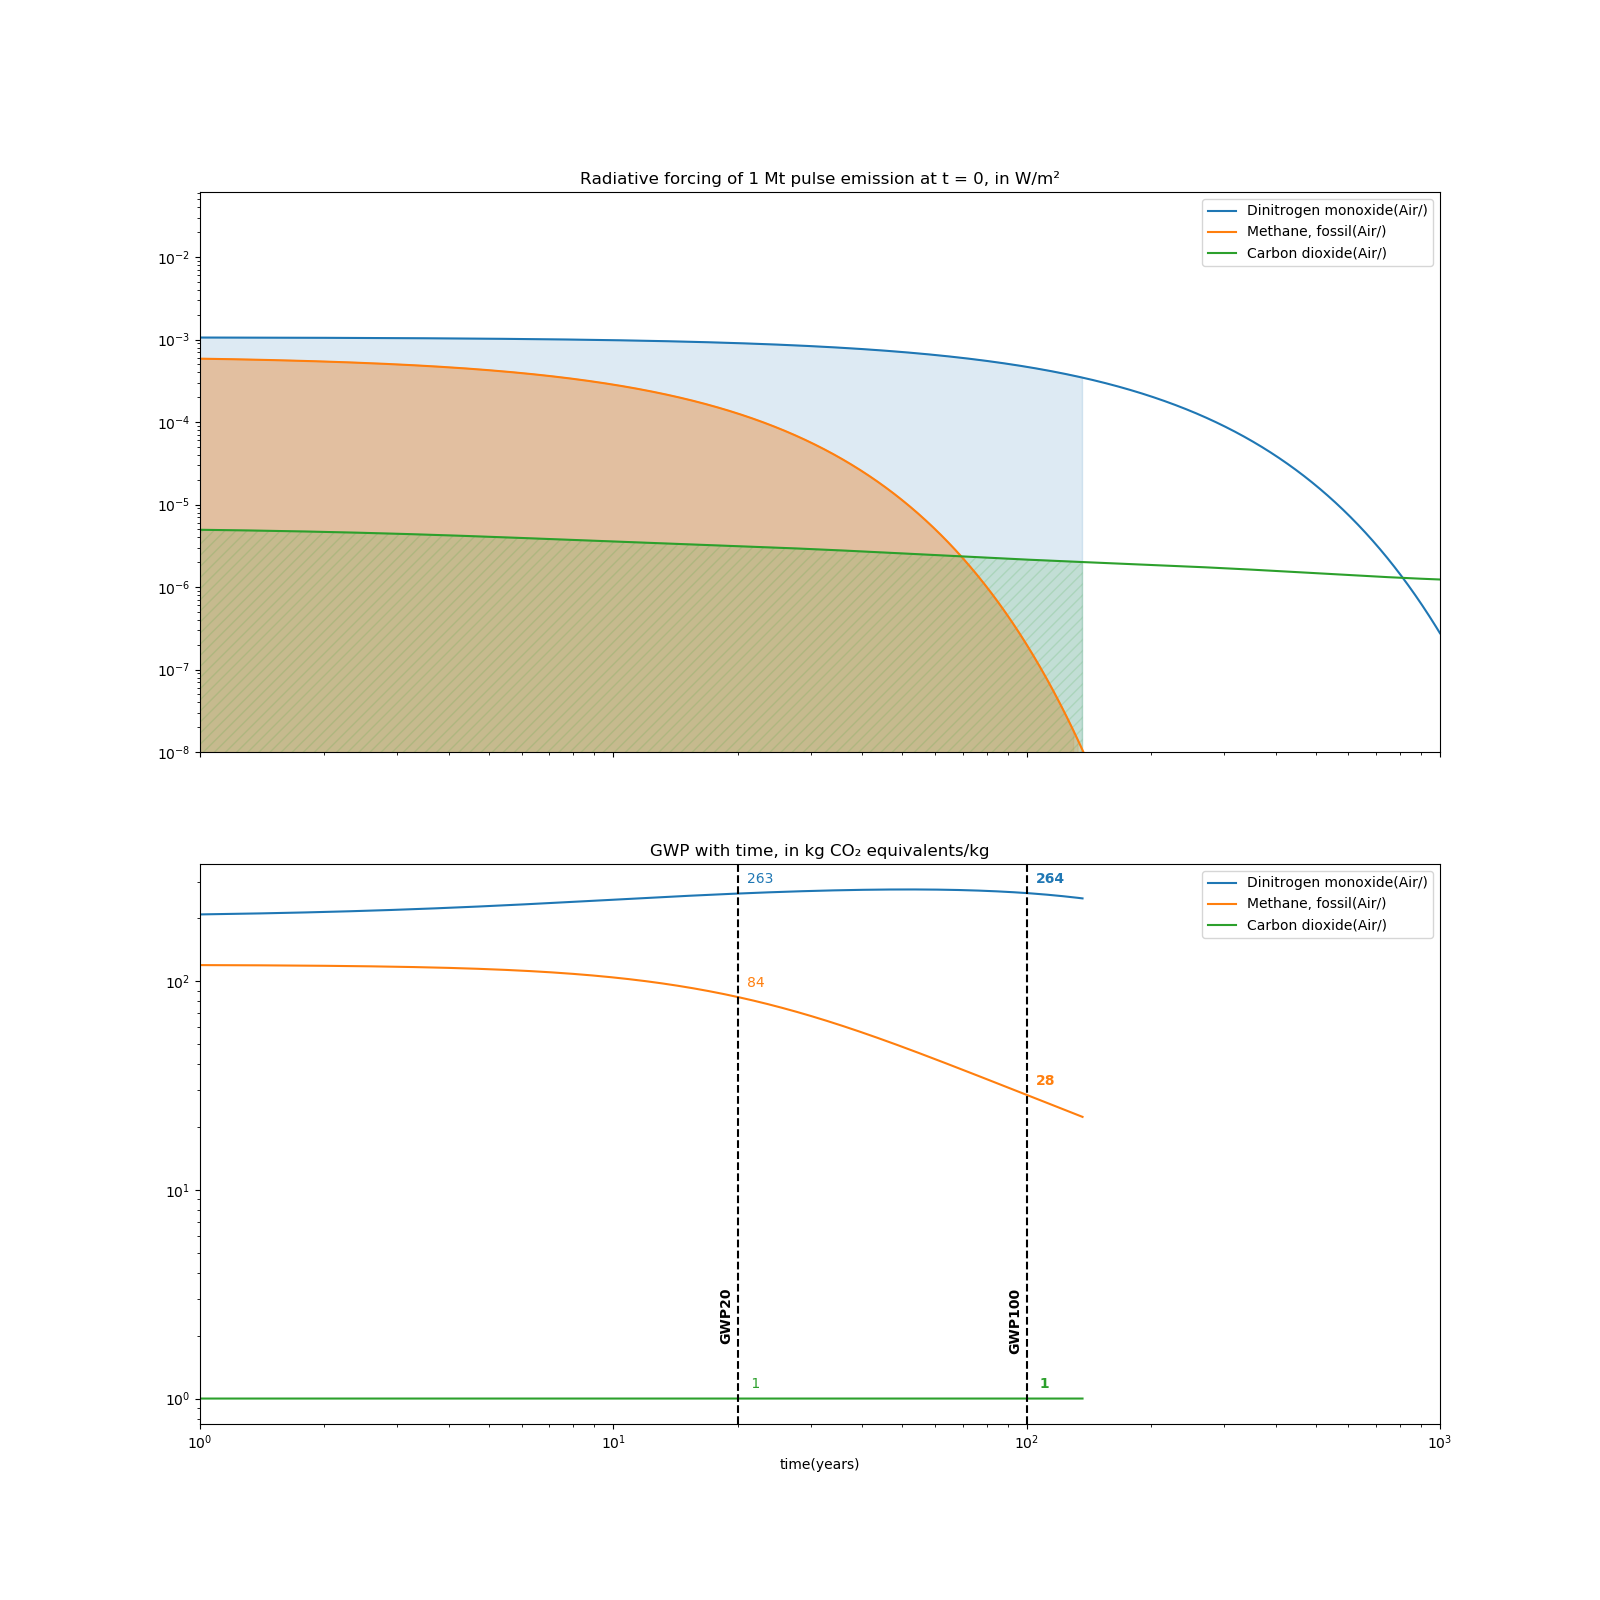 Radiative forcing of 1 Mt pulse emission at t = 0, in W/m²
Dinitrogen monoxide(Air/)
Methane, fossil(Air/)
Carbon dioxide(Air/)
10⁻²
10⁻³
10⁻⁴
10⁻⁵
10⁻⁶
10⁻⁷
10⁻⁸
GWP with time, in kg CO₂ equivalents/kg
263
264
Dinitrogen monoxide(Air/)
Methane, fossil(Air/)
Carbon dioxide(Air/)
10²
84
28
10¹
GWP20
GWP100
1
1
10⁰
10⁰ 10¹ 10² 10³
time(years)